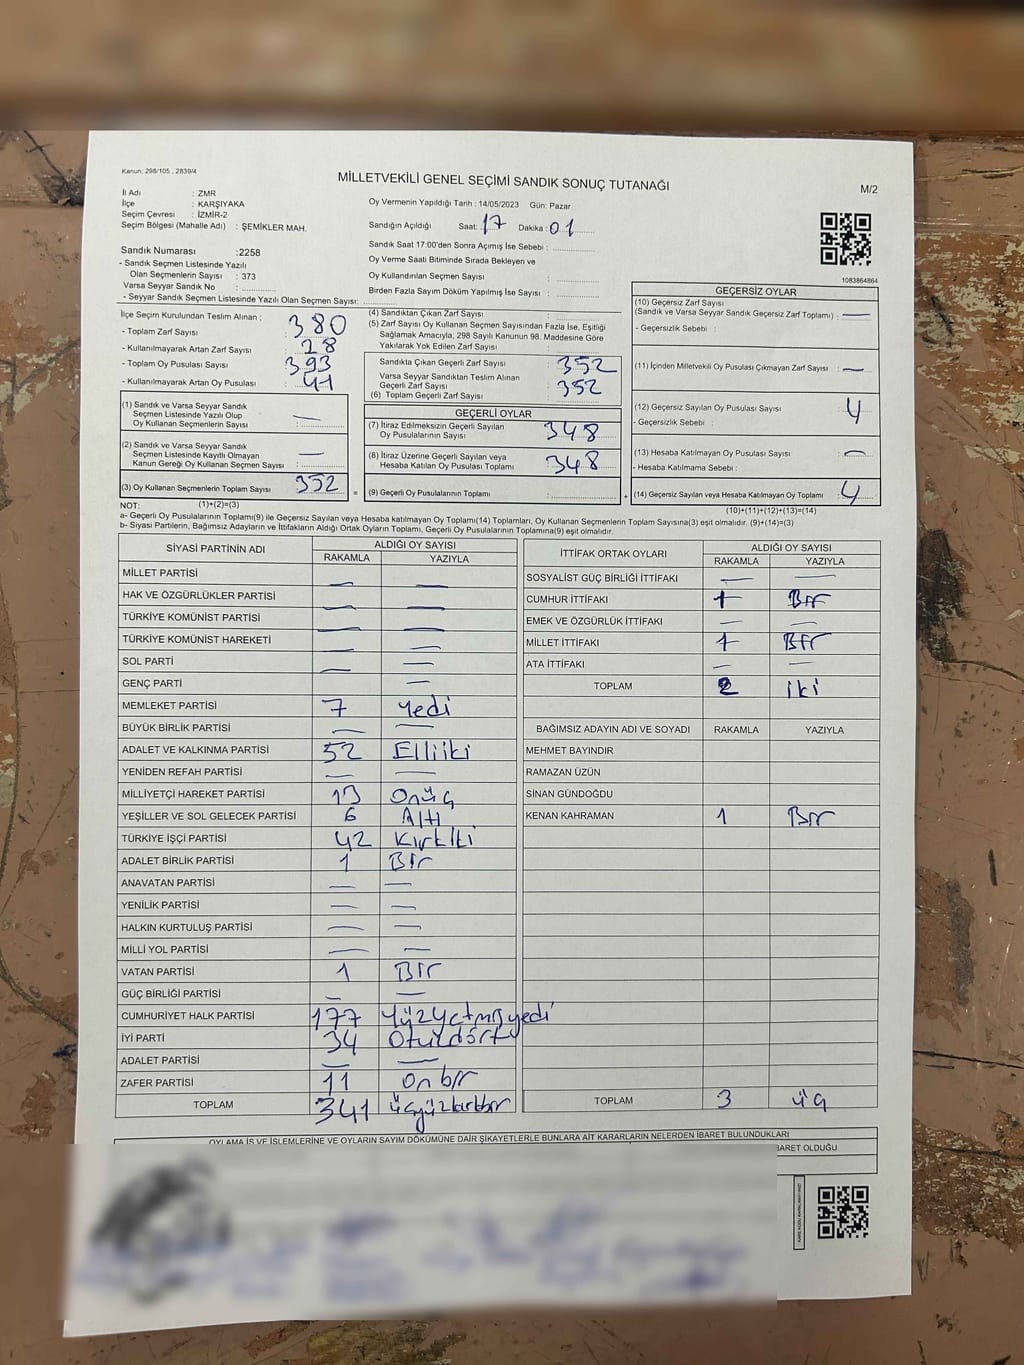 Kanun; 298/105 , 2839/4
MİLLETVEKİLİ GENEL SEÇİMİ SANDIK SONUÇ TUTANAĞI
M/2
İl Adı : ZMR
İlçe : KARŞIYAKA
Seçim Çevresi : İZMİR-2
Seçim Bölgesi (Mahalle Adı) : ŞEMİKLER MAH.
Sandık Numarası :2258
- Sandık Seçmen Listesinde Yazılı
Olan Seçmenlerin Sayısı : 373
Varsa Seyyar Sandık No :
- Seyyar Sandık Seçmen Listesinde Yazılı Olan Seçmen Sayısı:
Oy Vermenin Yapıldığı Tarih : 14/05/2023 Gün: Pazar
Sandığın Açıldığı Saat: 17 Dakika : 01
Sandık Saat 17:00'den Sonra Açımış İse Sebebi :
Oy Verme Saati Bitiminde Sırada Bekleyen ve
Oy Kullandırılan Seçmen Sayısı :
Birden Fazla Sayım Döküm Yapılmış İse Sayısı :
1083864864
İlçe Seçim Kurulundan Teslim Alınan ;
- Toplam Zarf Sayısı : 380
- Kullanılmayarak Artan Zarf Sayısı : 28
- Toplam Oy Pusulası Sayısı : 393
- Kullanılmayarak Artan Oy Pusulası : 41
(1) Sandık ve Varsa Seyyar Sandık
Seçmen Listesinde Yazılı Olup
Oy Kullanan Seçmenlerin Sayısı : —
(2) Sandık ve Varsa Seyyar Sandık
Seçmen Listesinde Kayıtlı Olmayan
Kanun Gereği Oy Kullanan Seçmen Sayısı : —
(3) Oy Kullanan Seçmenlerin Toplam Sayısı 352
(1)+(2)=(3)
(4) Sandıktan Çıkan Zarf Sayısı :
(5) Zarf Sayısı Oy Kullanan Seçmen Sayısından Fazla İse, Eşitliği
Sağlamak Amacıyla, 298 Sayılı Kanunun 98. Maddesine Göre
Yakılarak Yok Edilen Zarf Sayısı :
Sandıkta Çıkan Geçerli Zarf Sayısı : 352
Varsa Seyyar Sandıktan Teslim Alınan
Geçerli Zarf Sayısı : 352
(6) Toplam Geçerli Zarf Sayısı :
GEÇERLİ OYLAR
(7) İtiraz Edilmeksizin Geçerli Sayılan
Oy Pusulalarının Sayısı : 348
(8) İtiraz Üzerine Geçerli Sayılan veya
Hesaba Katılan Oy Pusulası Toplamı : 348
= (9) Geçerli Oy Pusulalarının Toplamı : +
GEÇERSİZ OYLAR
(10) Geçersiz Zarf Sayısı
(Sandık ve Varsa Seyyar Sandık Geçersiz Zarf Toplamı) : —
- Geçersizlik Sebebi :
(11) İçinden Milletvekili Oy Pusulası Çıkmayan Zarf Sayısı : —
(12) Geçersiz Sayılan Oy Pusulası Sayısı : 4
- Geçersizlik Sebebi :
(13) Hesaba Katılmayan Oy Pusulası Sayısı : —
- Hesaba Katılmama Sebebi :
(14) Geçersiz Sayılan veya Hesaba Katılmayan Oy Toplamı : 4
(10)+(11)+(12)+(13)=(14)
NOT:
a- Geçerli Oy Pusulasının Toplamı(9) ile Geçersiz Sayılan veya Hesaba katılmayan Oy Toplamı(14) Toplamları, Oy Kullanan Seçmenlerin Toplam Sayısına(3) eşit olmalıdır. (9)+(14)=(3)
b- Siyasi Partilerin, Bağımsız Adayların ve İttifakların Aldığı Ortak Oyların Toplamı, Geçerli Oy Pusulalarının Toplamına(9) eşit olmalıdır.
SİYASİ PARTİNİN ADI ALDIĞI OY SAYISI
RAKAMLA YAZIYLA
MİLLET PARTİSİ — —
HAK VE ÖZGÜRLÜKLER PARTİSİ — —
TÜRKİYE KOMÜNİST PARTİSİ — —
TÜRKİYE KOMÜNİST HAREKETİ — —
SOL PARTİ — —
GENÇ PARTİ —
MEMLEKET PARTİSİ 7 Yedi
BÜYÜK BİRLİK PARTİSİ — —
ADALET VE KALKINMA PARTİSİ 52 Elliiki
YENİDEN REFAH PARTİSİ — —
MİLLİYETÇİ HAREKET PARTİSİ 13 Onüç
YEŞİLLER VE SOL GELECEK PARTİSİ 6 Altı
TÜRKİYE İŞÇİ PARTİSİ 42 Kırkiki
ADALET BİRLİK PARTİSİ 1 Bir
ANAVATAN PARTİSİ — —
YENİLİK PARTİSİ — —
HALKIN KURTULUŞ PARTİSİ — —
MİLLİ YOL PARTİSİ — —
VATAN PARTİSİ 1 Bir
GÜÇ BİRLİĞİ PARTİSİ — —
CUMHURİYET HALK PARTİSİ 177 Yüzyetmişyedi
İYİ PARTİ 34 Otuzdört
ADALET PARTİSİ — —
ZAFER PARTİSİ 11 Onbir
TOPLAM 341 üçyüzkırkbir
İTTİFAK ORTAK OYLARI ALDIĞI OY SAYISI
RAKAMLA YAZIYLA
SOSYALİST GÜÇ BİRLİĞİ İTTİFAKI — —
CUMHUR İTTİFAKI 1 Bir
EMEK VE ÖZGÜRLÜK İTTİFAKI — —
MİLLET İTTİFAKI 1 Bir
ATA İTTİFAKI — —
TOPLAM 2 iki
BAĞIMSIZ ADAYIN ADI VE SOYADI RAKAMLA YAZIYLA
MEHMET BAYINDIR
RAMAZAN ÜZÜN
SİNAN GÜNDOĞDU
KENAN KAHRAMAN 1 Bir
TOPLAM 3 üç
OYLAMA İŞ VE İŞLEMLERİNE VE OYLARIN SAYIM DÖKÜMÜNE DAİR ŞİKAYETLERLE BUNLARA AİT KARARLARIN NELERDEN İBARET BULUNDUKLARI
BARET OLDUĞU